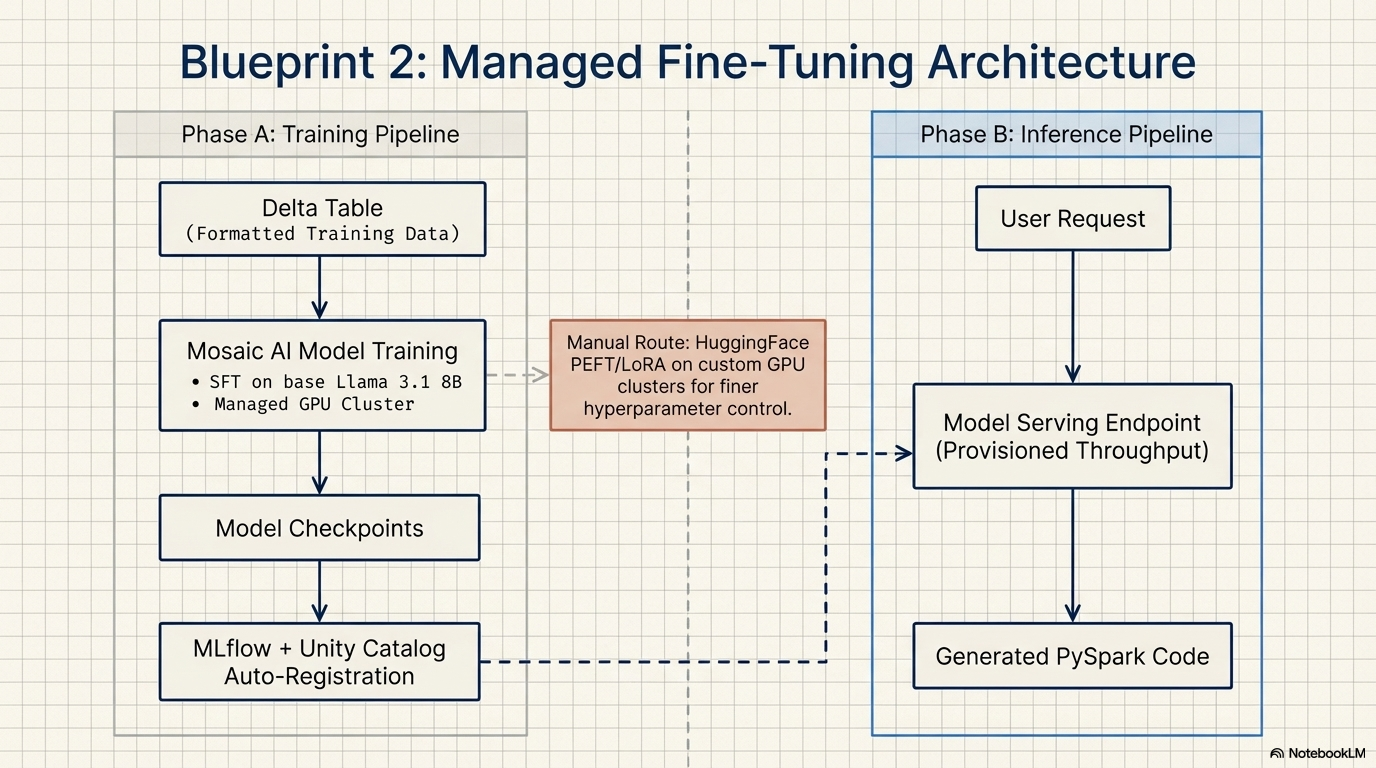 Blueprint 2: Managed Fine-Tuning Architecture
Phase A: Training Pipeline
Delta Table
(Formatted Training Data)
Mosaic AI Model Training
• SFT on base Llama 3.1 8B
• Managed GPU Cluster
Model Checkpoints
MLflow + Unity Catalog
Auto-Registration
Manual Route: HuggingFace
PEFT/LoRA on custom GPU
clusters for finer
hyperparameter control.
Phase B: Inference Pipeline
User Request
Model Serving Endpoint
(Provisioned Throughput)
Generated PySpark Code
NotebookLM